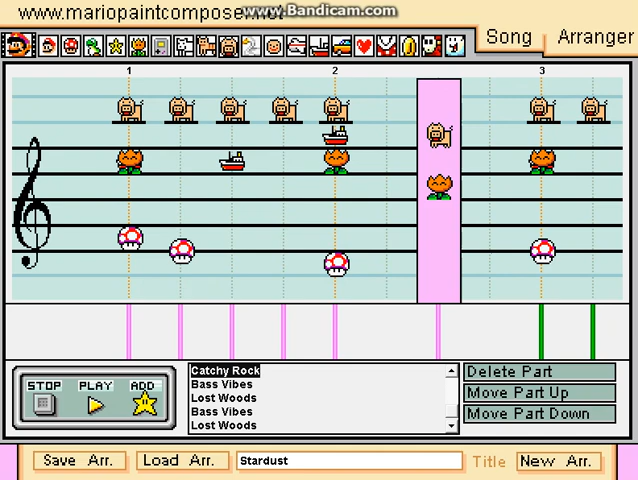 www.mariopaintcomposer.net
www.Bandicam.com
Song
Arranger
1 2 3
STOP PLAY ADD
Catchy Rock
Bass Vibes
Lost Woods
Bass Vibes
Lost Woods
Delete Part
Move Part Up
Move Part Down
Save Arr.
Load Arr.
Stardust
Title
New Arr.